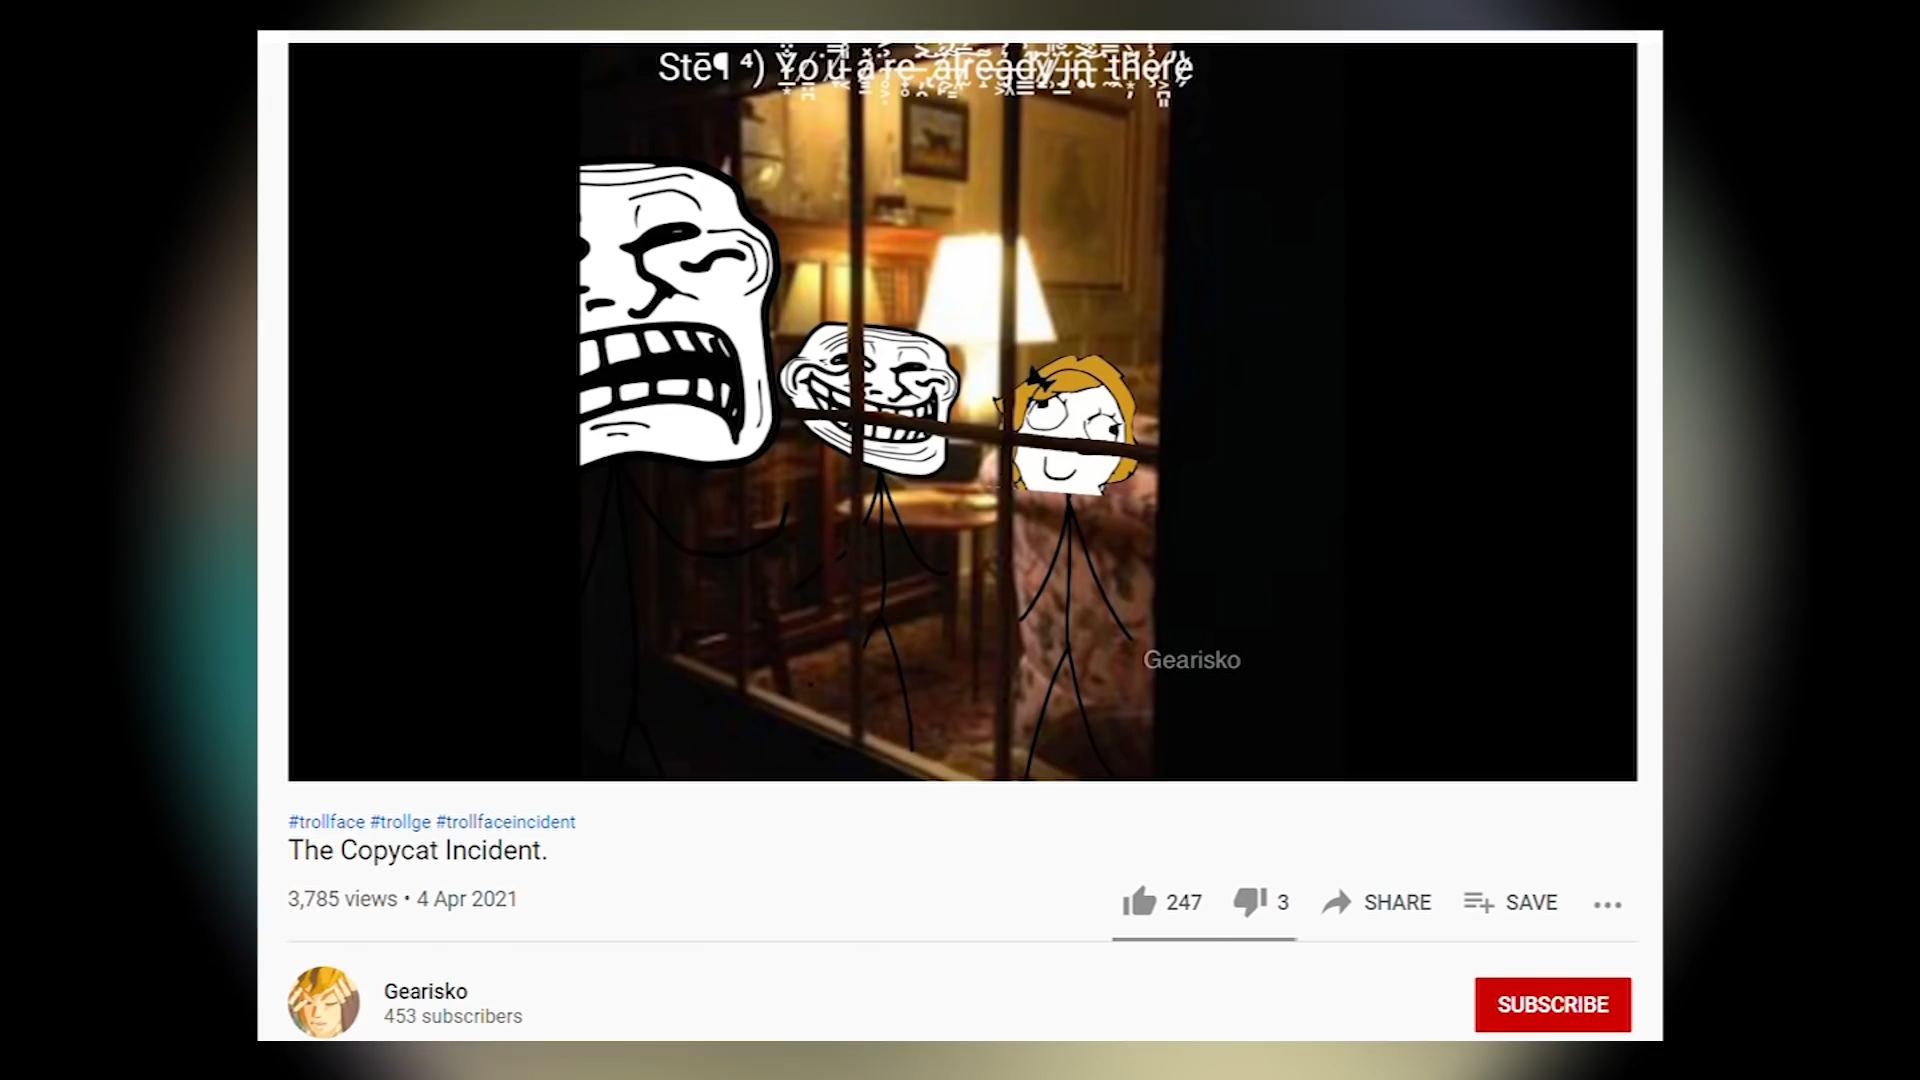 Stē¶ ⁴) You are already in there
Gearisko
#trollface #trollge #trollfaceincident
The Copycat Incident.
3,785 views • 4 Apr 2021
247
3
SHARE
SAVE
Gearisko
453 subscribers
SUBSCRIBE